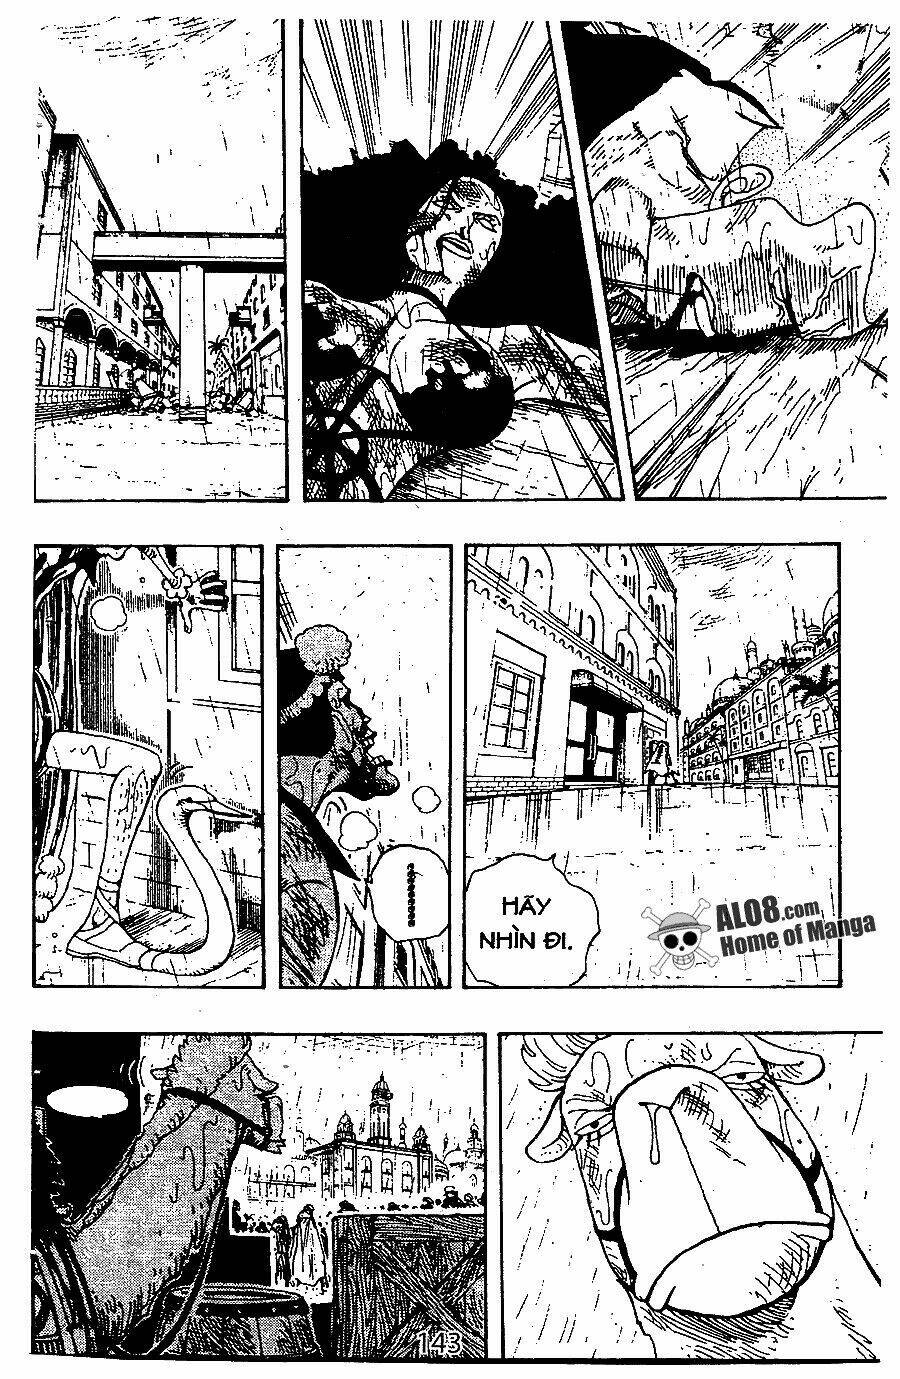 ..........
HÃY
NHÌN ĐI.
ALO8.com
Home of Manga
143